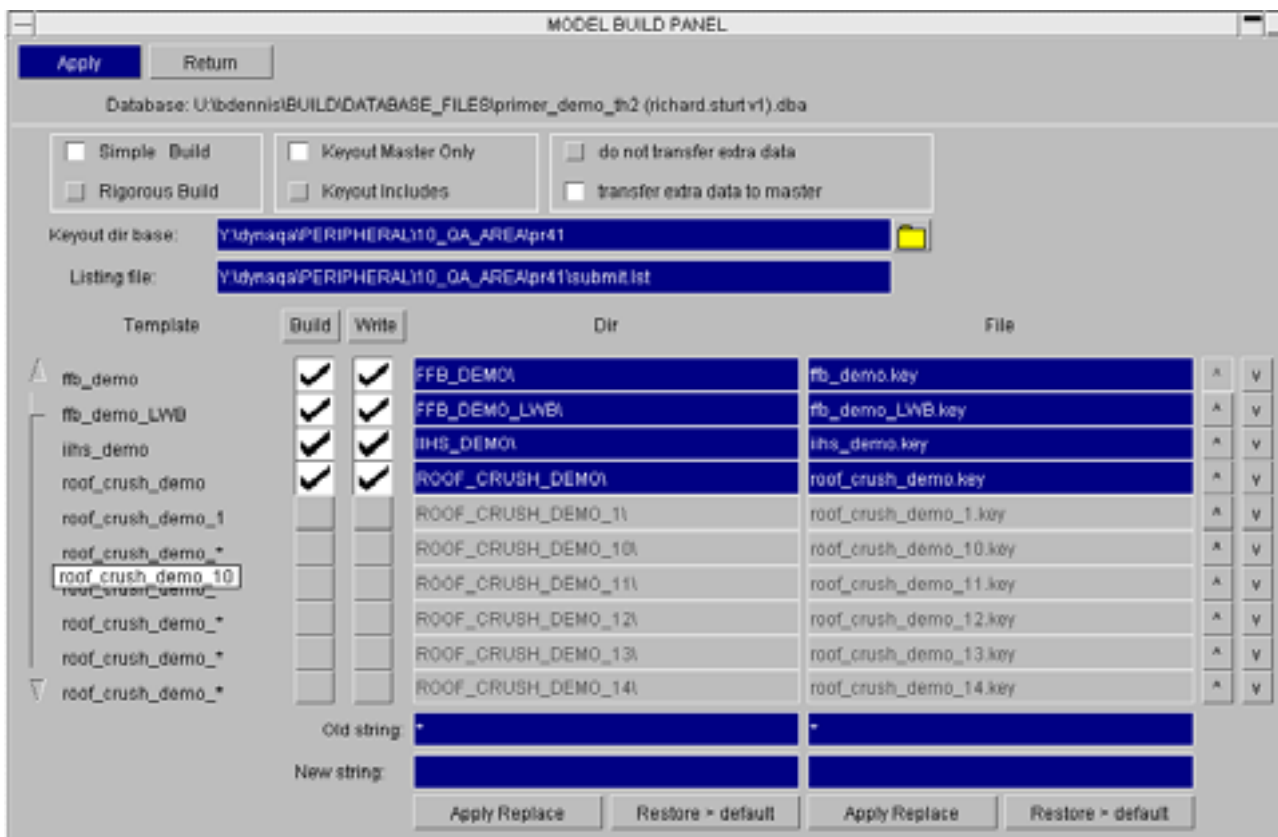 MODEL BUILD PANEL
Apply Return
Database: U:\bdennis\BUILD\DATABASE_FILES\primer_demo_th2 (richard.sturt v1).dba
Simple Build Keyout Master Only do not transfer extra data
Rigorous Build Keyout Includes transfer extra data to master
Keyout dir base: Y:\dynaqa\PERIPHERAL\10_QA_AREA\pr41
Listing file: Y:\dynaqa\PERIPHERAL\10_QA_AREA\pr41\submit.lst
Template Build Write Dir File
ffb_demo FFB_DEMO\ ffb_demo.key ^ v
ffb_demo_LWB FFB_DEMO_LWB\ ffb_demo_LWB.key ^ v
iihs_demo IIHS_DEMO\ iihs_demo.key ^ v
roof_crush_demo ROOF_CRUSH_DEMO\ roof_crush_demo.key ^ v
roof_crush_demo_1 ROOF_CRUSH_DEMO_1\ roof_crush_demo_1.key ^ v
roof_crush_demo_* ROOF_CRUSH_DEMO_10\ roof_crush_demo_10.key ^ v
roof_crush_demo_10 ROOF_CRUSH_DEMO_11\ roof_crush_demo_11.key ^ v
roof_crush_demo_* ROOF_CRUSH_DEMO_12\ roof_crush_demo_12.key ^ v
roof_crush_demo_* ROOF_CRUSH_DEMO_13\ roof_crush_demo_13.key ^ v
roof_crush_demo_* ROOF_CRUSH_DEMO_14\ roof_crush_demo_14.key ^ v
Old string: * *
New string:
Apply Replace Restore > default Apply Replace Restore > default